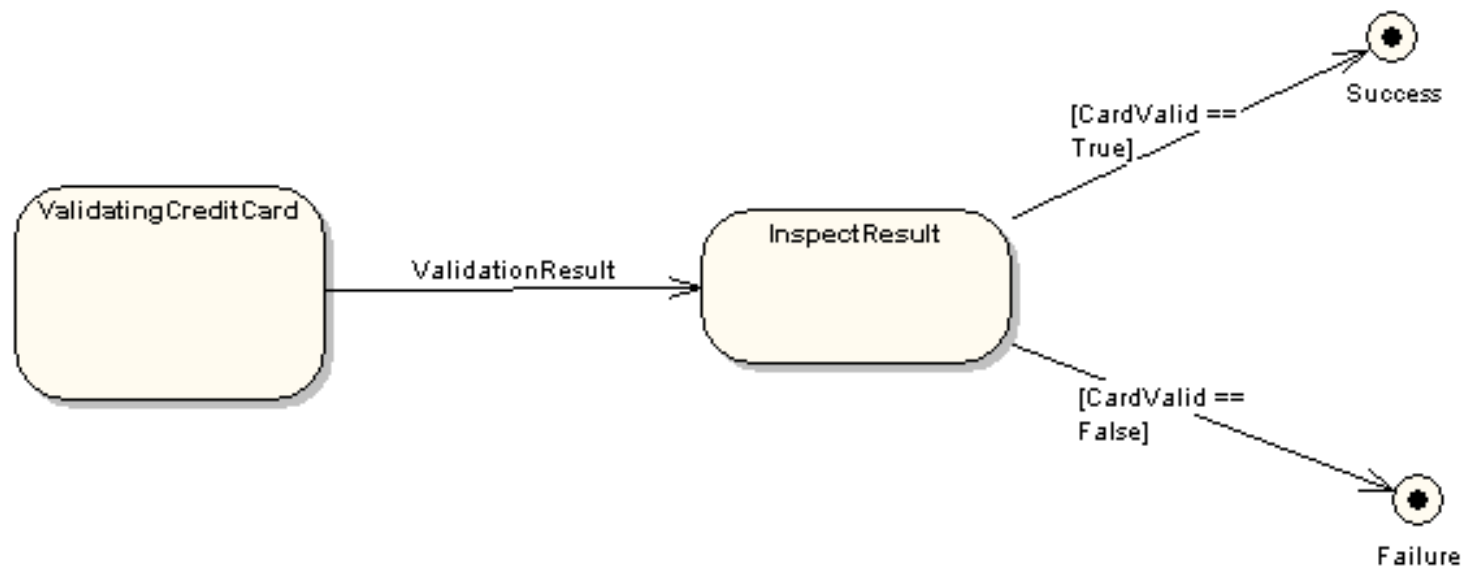 Success
[CardValid ==
True]
ValidatingCreditCard
InspectResult
ValidationResult
[CardValid ==
False]
Failure